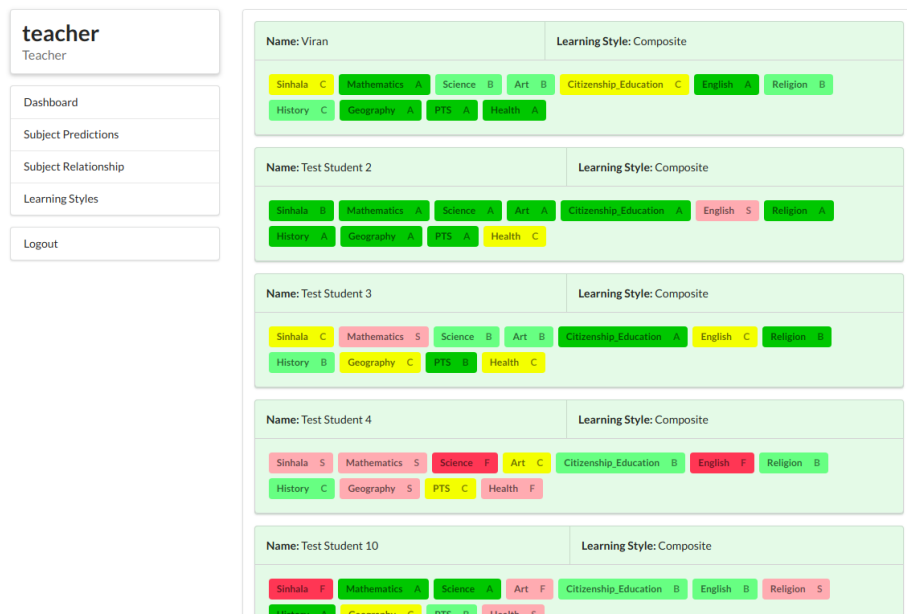 teacher
Teacher
Dashboard
Subject Predictions
Subject Relationship
Learning Styles
Logout
Name: Viran Learning Style: Composite
Sinhala C Mathematics A Science B Art B Citizenship_Education C English A Religion B
History C Geography A PTS A Health A
Name: Test Student 2 Learning Style: Composite
Sinhala B Mathematics A Science A Art A Citizenship_Education A English S Religion A
History A Geography A PTS A Health C
Name: Test Student 3 Learning Style: Composite
Sinhala C Mathematics S Science B Art B Citizenship_Education A English C Religion B
History B Geography C PTS B Health C
Name: Test Student 4 Learning Style: Composite
Sinhala S Mathematics S Science F Art C Citizenship_Education B English F Religion B
History C Geography S PTS C Health F
Name: Test Student 10 Learning Style: Composite
Sinhala F Mathematics A Science A Art F Citizenship_Education B English B Religion S
History A Geography C PTS B Health S